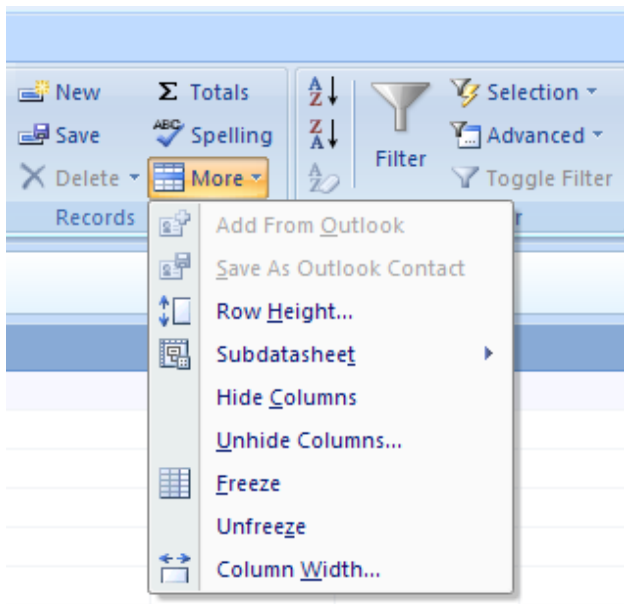 New
Σ Totals
Selection
Save
ABC Spelling
Advanced
Delete
More
Filter
Toggle Filter
A Z
Z A
A Z
Records
r
Add From Outlook
Save As Outlook Contact
Row Height...
Subdatasheet
Hide Columns
Unhide Columns...
Freeze
Unfreeze
Column Width...